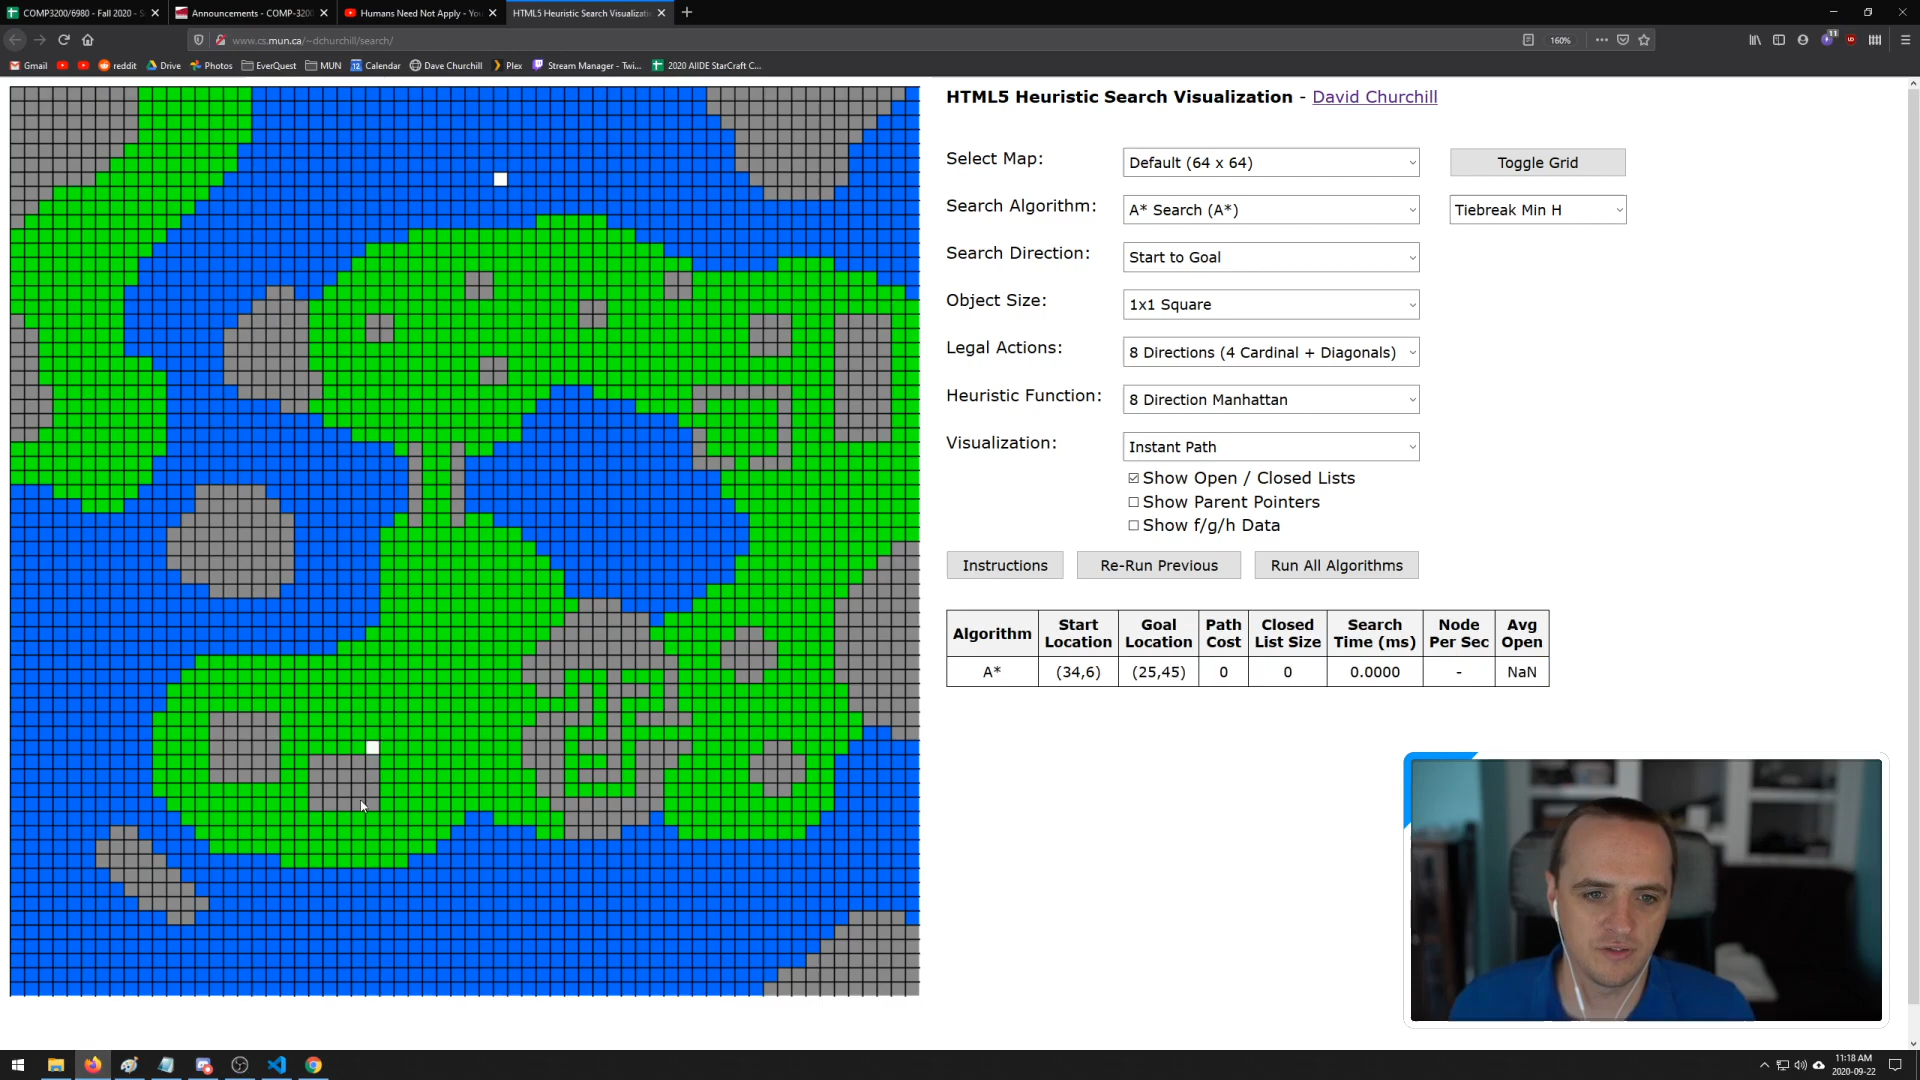 COMP3200/6980 - Fall 2020 - S
Announcements - COMP-320
Humans Need Not Apply - You
HTML5 Heuristic Search Visualizatio
www.cs.mun.ca/~dchurchill/search/
160%
11
Gmail
reddit
Drive
Photos
EverQuest
MUN
Calendar
Dave Churchill
Plex
Stream Manager - Twi...
2020 AIIDE StarCraft C...
HTML5 Heuristic Search Visualization - David Churchill
Select Map: Default (64 x 64) Toggle Grid
Search Algorithm: A* Search (A*) Tiebreak Min H
Search Direction: Start to Goal
Object Size: 1x1 Square
Legal Actions: 8 Directions (4 Cardinal + Diagonals)
Heuristic Function: 8 Direction Manhattan
Visualization: Instant Path
Show Open / Closed Lists
Show Parent Pointers
Show f/g/h Data
Instructions Re-Run Previous Run All Algorithms
Algorithm Start Location Goal Location Path Cost Closed List Size Search Time (ms) Node Per Sec Avg Open
A* (34,6) (25,45) 0 0 0.0000 - NaN
11:18 AM
2020-09-22